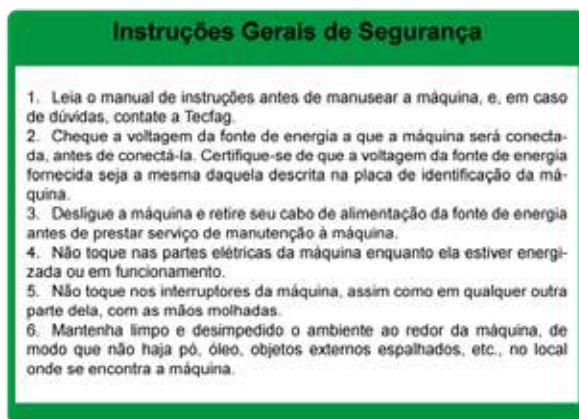 Instruções Gerais de Segurança
1. Leia o manual de instruções antes de manusear a máquina, e, em caso
de dúvidas, contate a Tecfag.
2. Cheque a voltagem da fonte de energia a que a máquina será conecta-
da, antes de conectá-la. Certifique-se de que a voltagem da fonte de energia
fornecida seja a mesma daquela descrita na placa de identificação da má-
quina.
3. Desligue a máquina e retire seu cabo de alimentação da fonte de energia
antes de prestar serviço de manutenção à máquina.
4. Não toque nas partes elétricas da máquina enquanto ela estiver energi-
zada ou em funcionamento.
5. Não toque nos interruptores da máquina, assim como em qualquer outra
parte dela, com as mãos molhadas.
6. Mantenha limpo e desimpedido o ambiente ao redor da máquina, de
modo que não haja pó, óleo, objetos externos espalhados, etc., no local
onde se encontra a máquina.